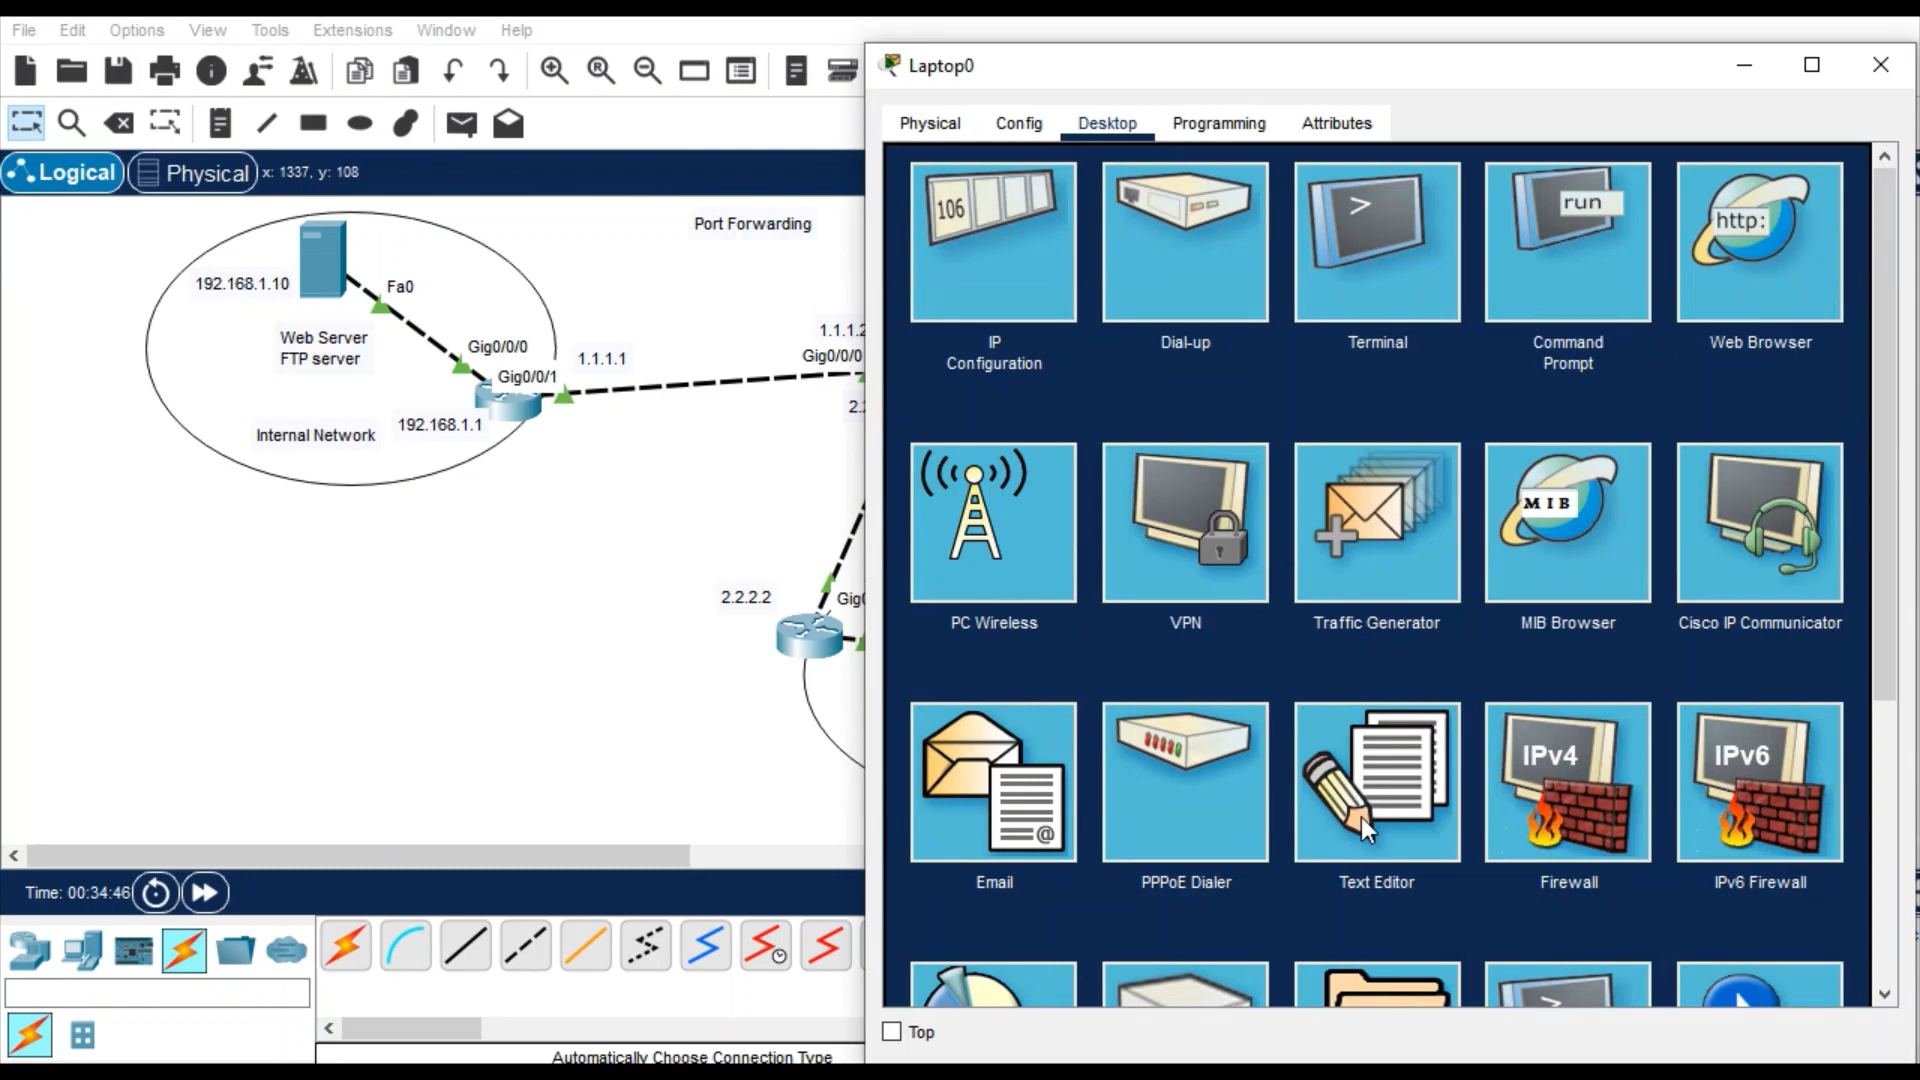 File Edit Options View Tools Extensions Window Help
Laptop0
Physical Config Desktop Programming Attributes
Logical Physical x: 1337, y: 108
Port Forwarding
192.168.1.10
Fa0
Web Server
FTP server
Gig0/0/0
Gig0/0/1
1.1.1.1
1.1.1.2
Gig0/0/0
192.168.1.1
Internal Network
2.2.2.2
106
IP
Configuration
Dial-up
>
Terminal
run
Command
Prompt
http:
Web Browser
PC Wireless
VPN
Traffic Generator
MIB
MIB Browser
Cisco IP Communicator
@
Email
PPPoE Dialer
Text Editor
IPv4
Firewall
IPv6
IPv6 Firewall
Time: 00:34:46
Top
Automatically Choose Connection Type